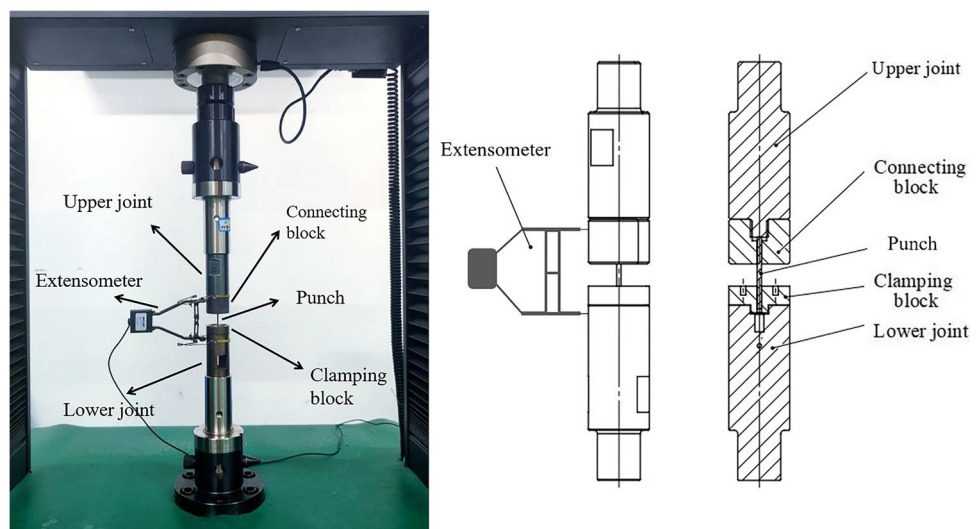 Upper joint
Connecting
block
Extensometer
Punch
Clamping
block
Lower joint
Extensometer
Upper joint
Connecting
block
Punch
Clamping
block
Lower joint